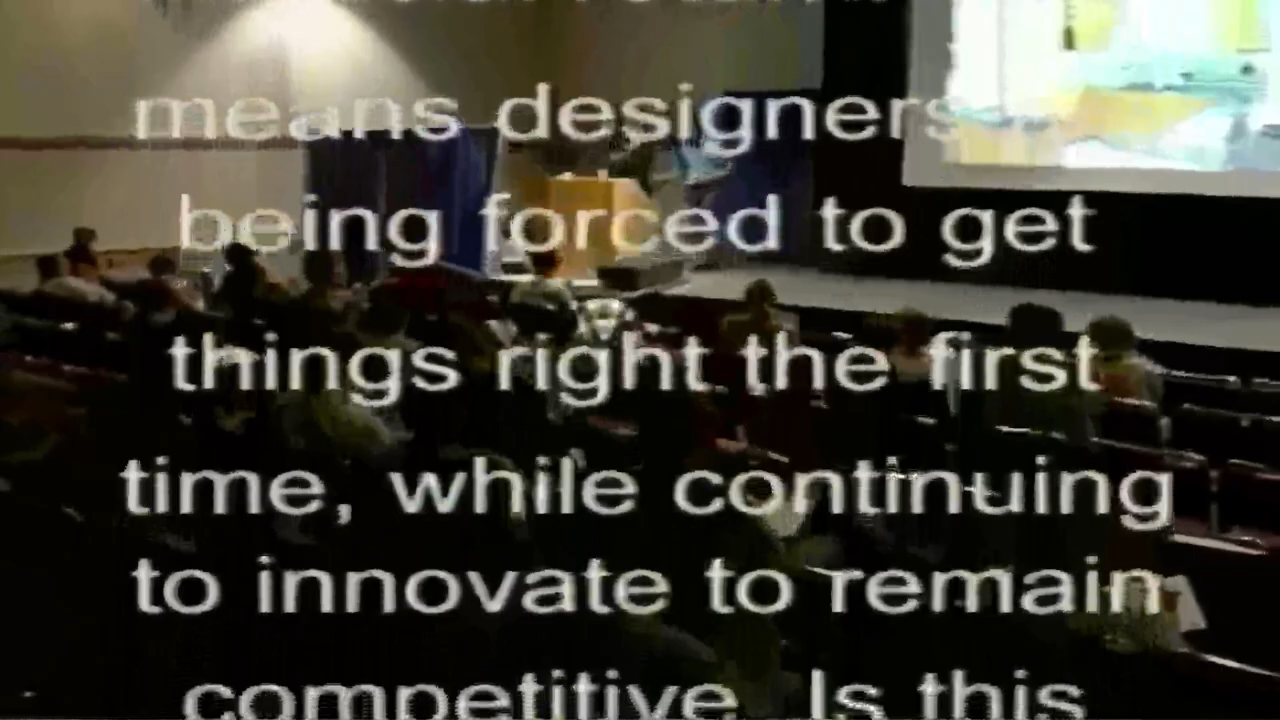 means designers
being forced to get
things right the first
time, while continuing
to innovate to remain
competitive. Is this